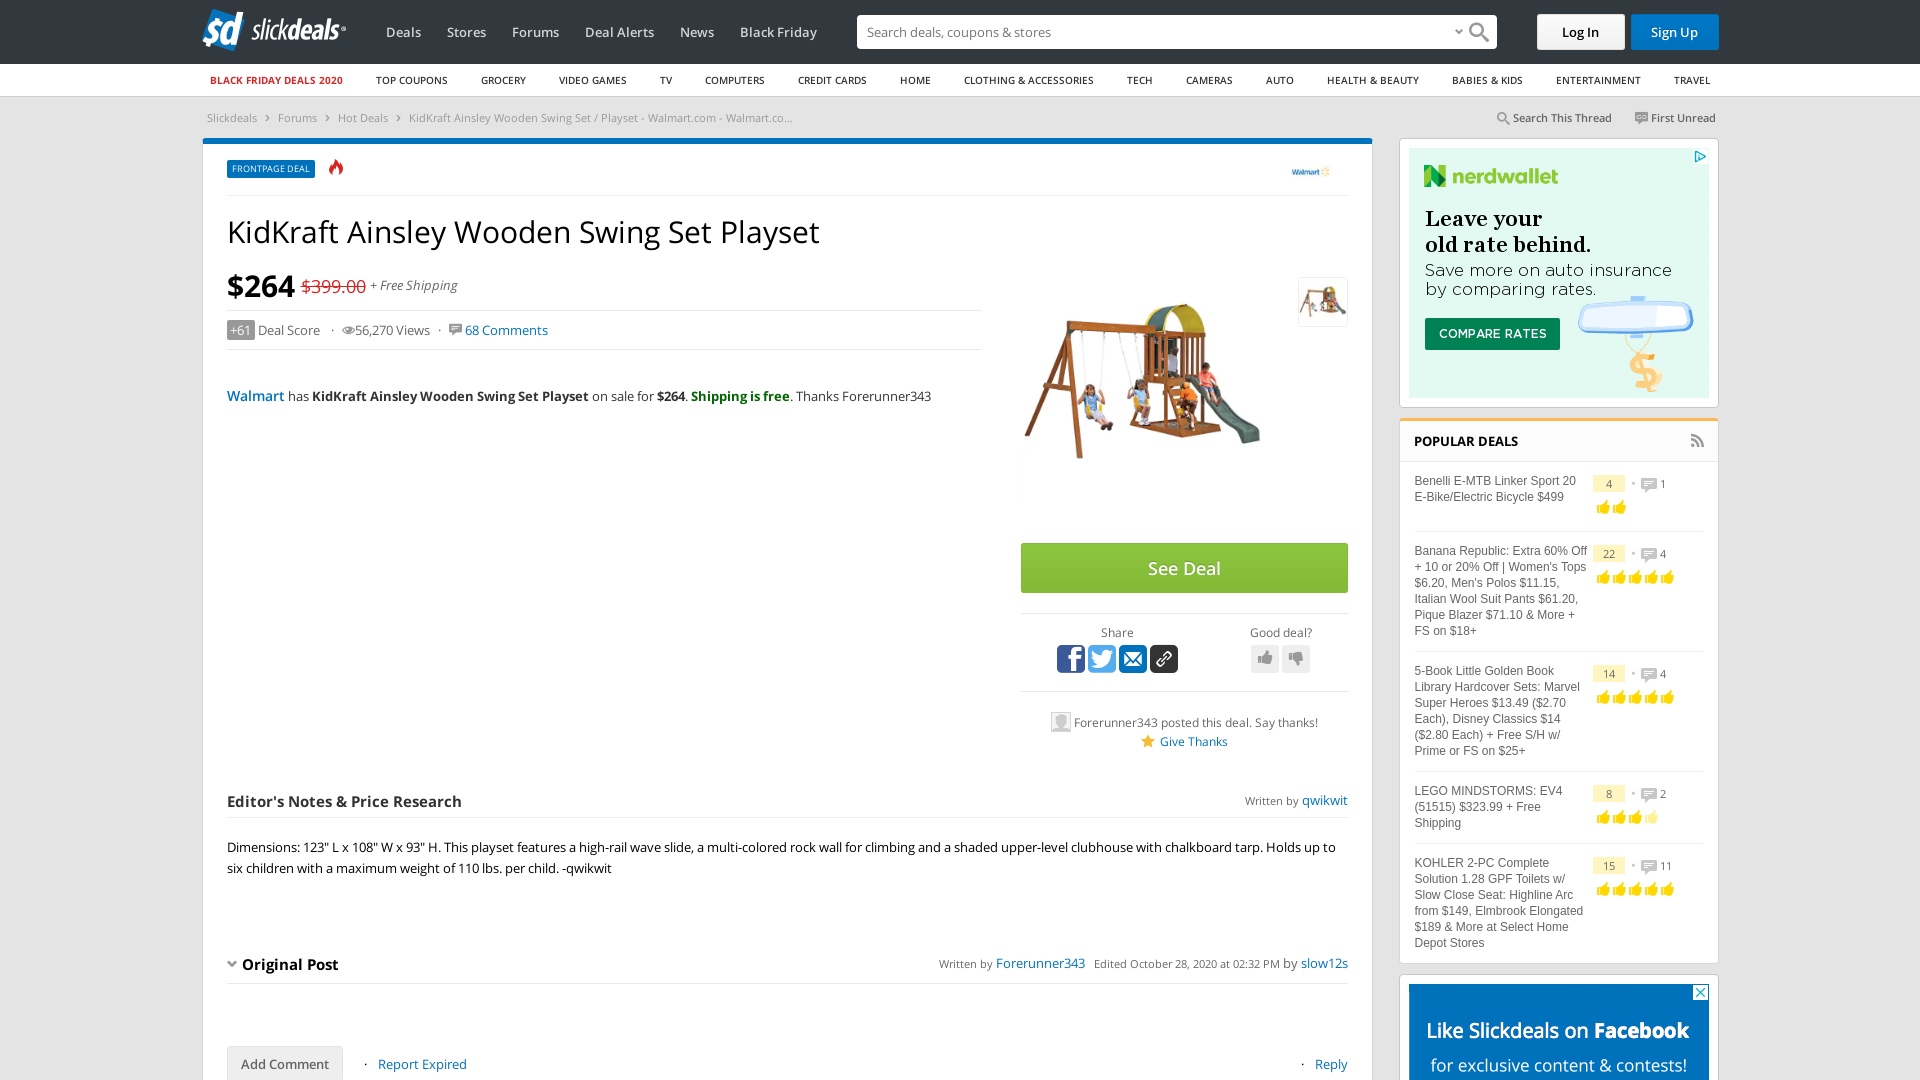 sd slickdeals
Deals Stores Forums Deal Alerts News Black Friday Search deals, coupons & stores Log In Sign Up
BLACK FRIDAY DEALS 2020 TOP COUPONS GROCERY VIDEO GAMES TV COMPUTERS CREDIT CARDS HOME CLOTHING & ACCESSORIES TECH CAMERAS AUTO HEALTH & BEAUTY BABIES & KIDS ENTERTAINMENT TRAVEL
Slickdeals > Forums > Hot Deals > KidKraft Ainsley Wooden Swing Set / Playset - Walmart.com - Walmart.co...
Search This Thread First Unread
FRONTPAGE DEAL
Walmart
KidKraft Ainsley Wooden Swing Set Playset
$264 $399.00 + Free Shipping
+61 Deal Score · 56,270 Views · 68 Comments
Walmart has KidKraft Ainsley Wooden Swing Set Playset on sale for $264. Shipping is free. Thanks Forerunner343
See Deal
Share Good deal?
Forerunner343 posted this deal. Say thanks!
Give Thanks
Editor's Notes & Price Research
Written by qwikwit
Dimensions: 123" L x 108" W x 93" H. This playset features a high-rail wave slide, a multi-colored rock wall for climbing and a shaded upper-level clubhouse with chalkboard tarp. Holds up to
six children with a maximum weight of 110 lbs. per child. -qwikwit
Original Post
Written by Forerunner343 Edited October 28, 2020 at 02:32 PM by slow12s
Add Comment · Report Expired
· Reply
nerdwallet
Leave your
old rate behind.
Save more on auto insurance
by comparing rates.
COMPARE RATES
$
POPULAR DEALS
Benelli E-MTB Linker Sport 20 4 • 1
E-Bike/Electric Bicycle $499
Banana Republic: Extra 60% Off 22 • 4
+ 10 or 20% Off | Women's Tops
$6.20, Men's Polos $11.15,
Italian Wool Suit Pants $61.20,
Pique Blazer $71.10 & More +
FS on $18+
5-Book Little Golden Book 14 • 4
Library Hardcover Sets: Marvel
Super Heroes $13.49 ($2.70
Each), Disney Classics $14
($2.80 Each) + Free S/H w/
Prime or FS on $25+
LEGO MINDSTORMS: EV4 8 • 2
(51515) $323.99 + Free
Shipping
KOHLER 2-PC Complete 15 • 11
Solution 1.28 GPF Toilets w/
Slow Close Seat: Highline Arc
from $149, Elmbrook Elongated
$189 & More at Select Home
Depot Stores
Like Slickdeals on Facebook
for exclusive content & contests!